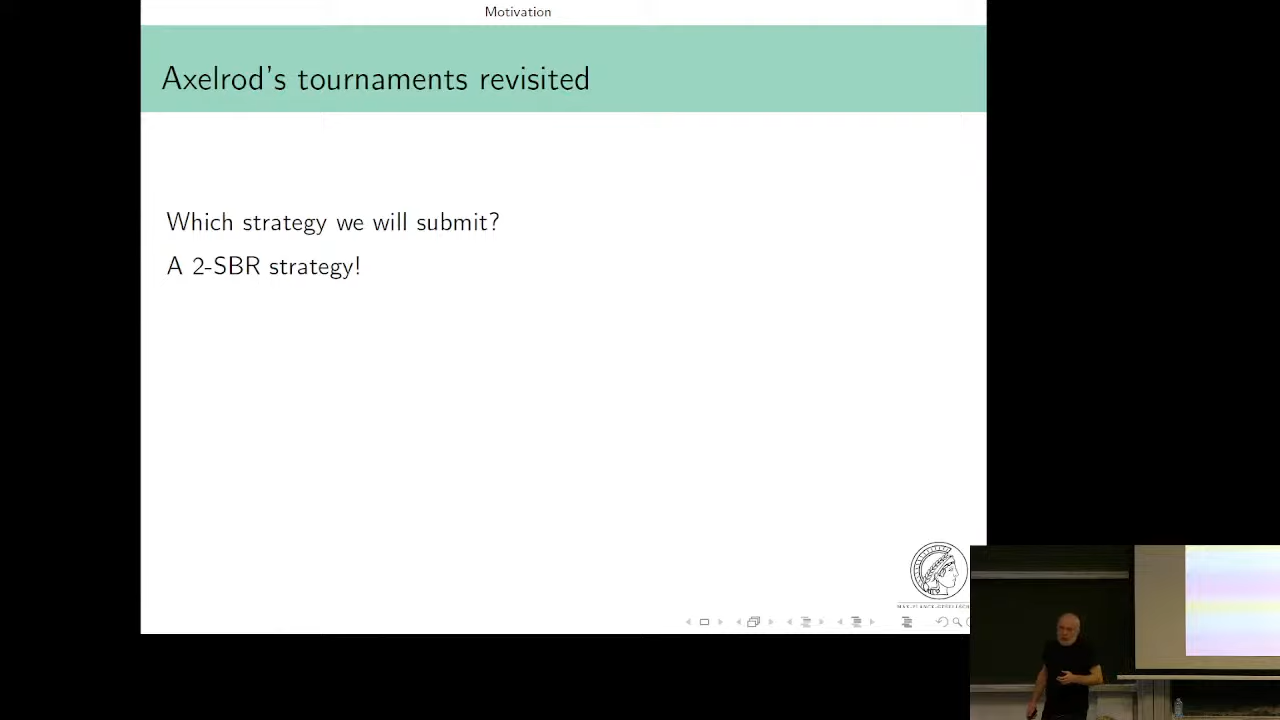 Motivation
Axelrod's tournaments revisited
Which strategy we will submit?
A 2-SBR strategy!